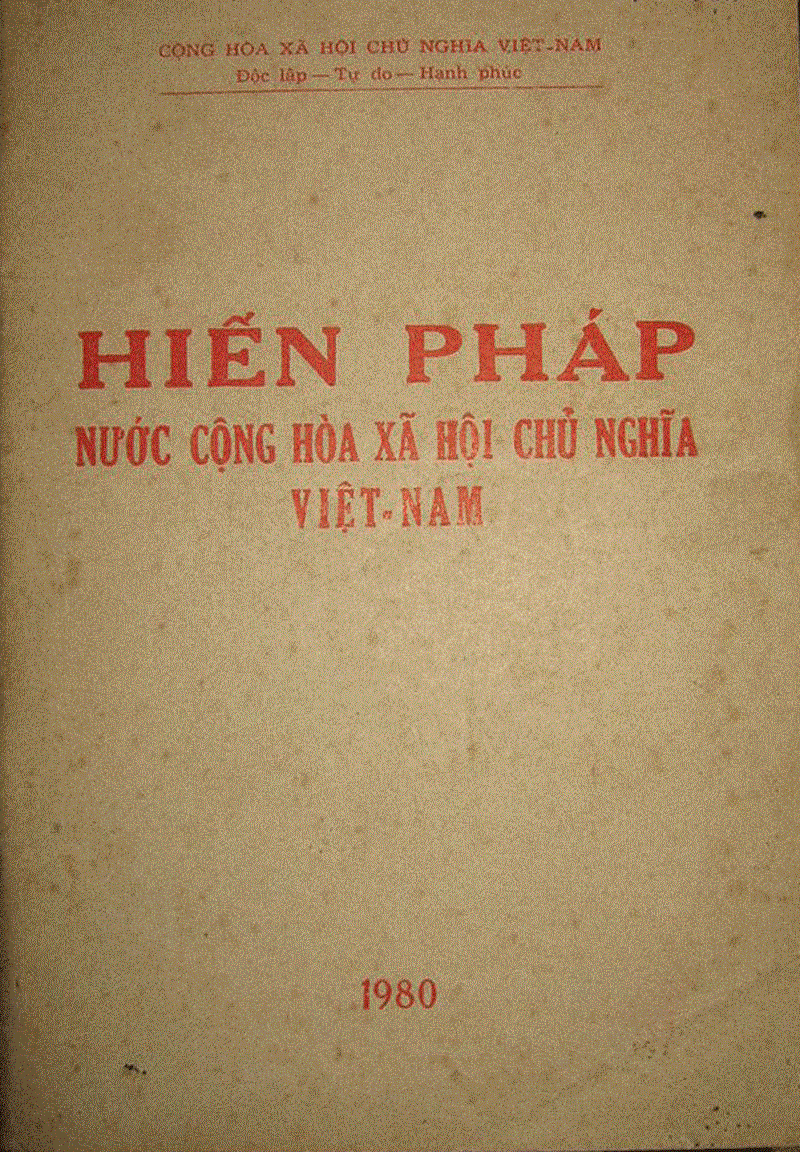 CỘNG HÒA XÃ HỘI CHỦ NGHĨA VIỆT-NAM
Độc lập — Tự do — Hạnh phúc
HIẾN PHÁP
NƯỚC CỘNG HÒA XÃ HỘI CHỦ NGHĨA
VIỆT-NAM
1980